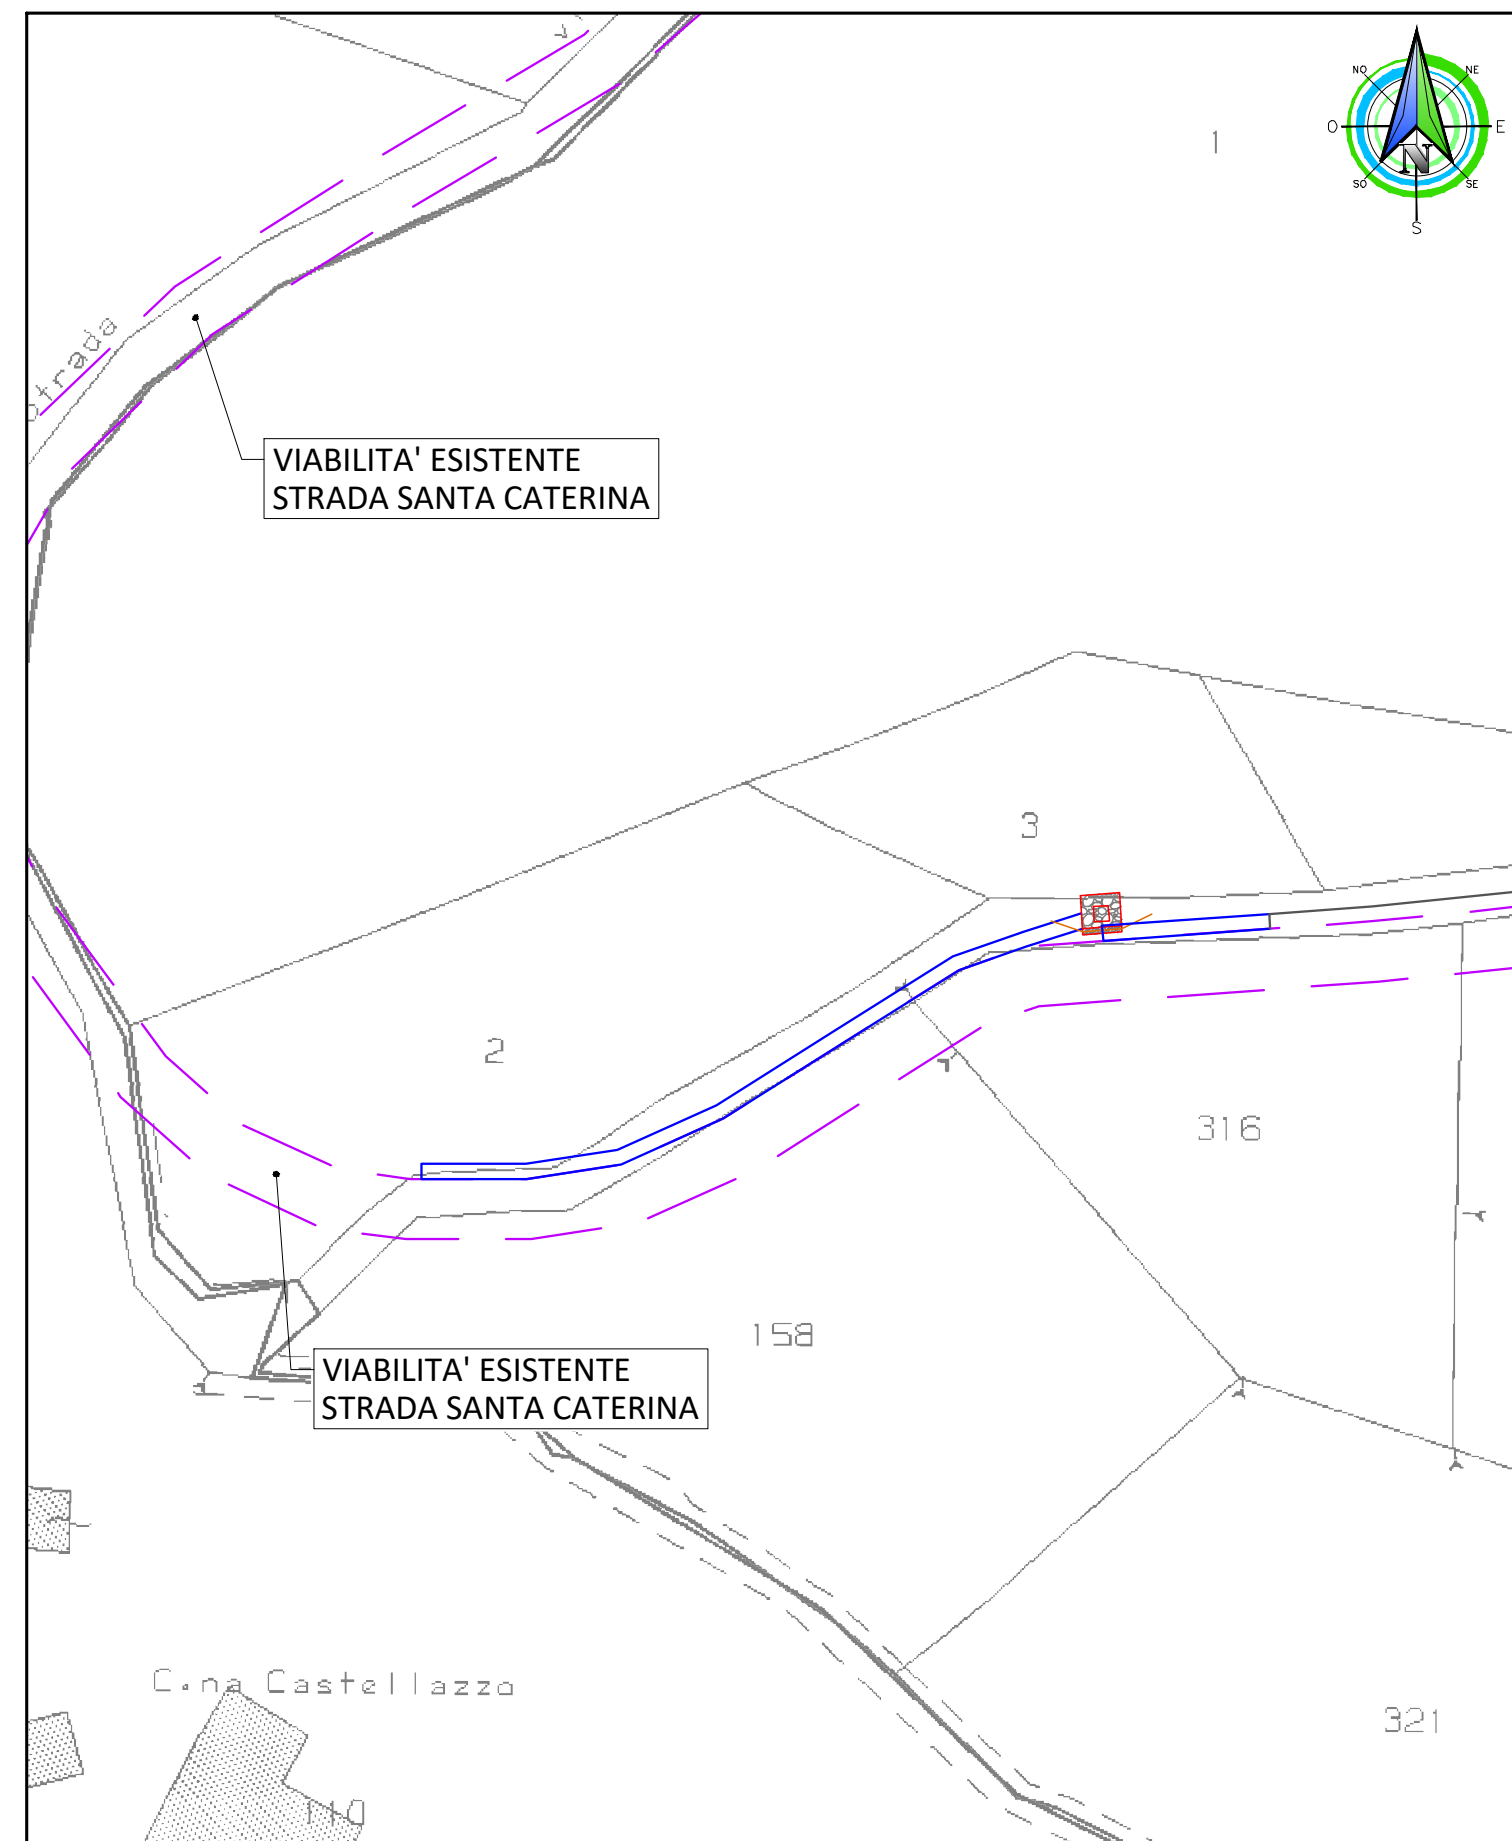 1
NO
NE
O
E
N
SO
SE
S
strada
VIABILITA' ESISTENTE
STRADA SANTA CATERINA
3
2
316
158
VIABILITA' ESISTENTE
STRADA SANTA CATERINA
C.na Castellazzo
321
110